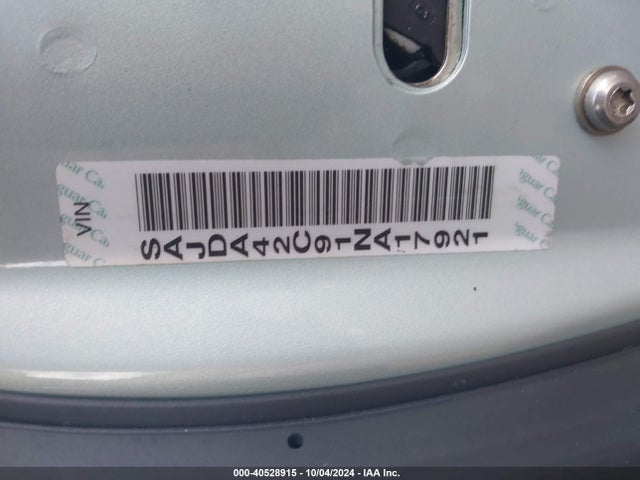 VIN
SAJDA42C91NA17921
000-40528915 - 10/04/2024 - IAA Inc.